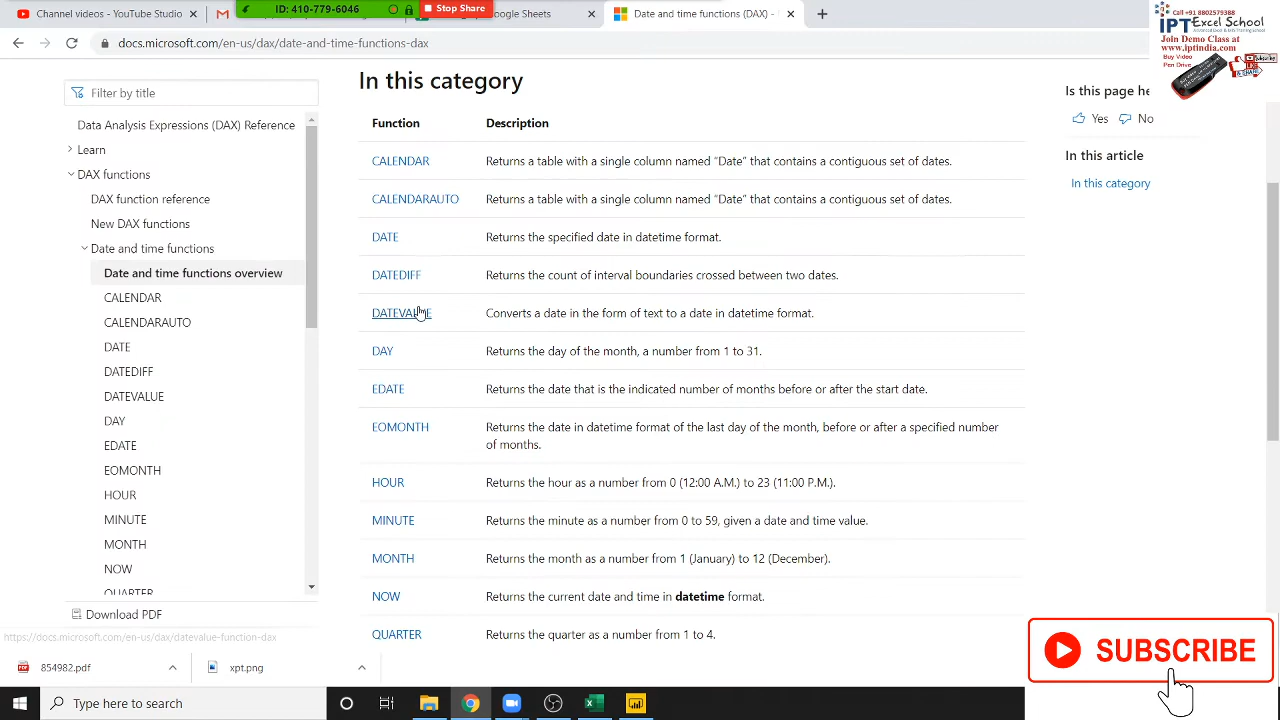 Channel videos - YouTube
ID: 410-779-6046
Stop Share
gle Sheets
Date and time functions (DAX) -
docs.microsoft.com/en-us/dax/date-and-time-functions-dax
Call +91 8802579388
IPT Excel School
Join Demo Class at
www.iptindia.com
Buy Video
Pen Drive
Filter by title
Data Analysis Expressions (DAX) Reference
Learn
DAX functions
DAX function reference
New DAX functions
Date and time functions
Date and time functions overview
CALENDAR
CALENDARAUTO
DATE
DATEDIFF
DATEVALUE
DAY
EDATE
EOMONTH
HOUR
MINUTE
MONTH
NOW
QUARTER
Download PDF
https://docs.microsoft.com/en-us/dax/datevalue-function-dax
In this category
Function Description
CALENDAR Returns a table with a single column named "Date" that contains a contiguous set of dates.
CALENDARAUTO Returns a table with a single column named "Date" that contains a contiguous set of dates.
DATE Returns the specified date in datetime format.
DATEDIFF Returns the count of interval boundaries crossed between two dates.
DATEVALUE Converts a date in the form of text to a date in datetime format.
DAY Returns the day of the month, a number from 1 to 31.
EDATE Returns the date that is the indicated number of months before or after the start date.
EOMONTH Returns the date in datetime format of the last day of the month, before or after a specified number
of months.
HOUR Returns the hour as a number from 0 (12:00 A.M.) to 23 (11:00 P.M.).
MINUTE Returns the minute as a number from 0 to 59, given a date and time value.
MONTH Returns the month as a number from 1 (January) to 12 (December).
NOW Returns the current date and time in datetime format.
QUARTER Returns the quarter as a number from 1 to 4.
Is this page he
Yes No
In this article
In this category
SUBSCRIBE
854982.pdf
xpt.png
Type here to search